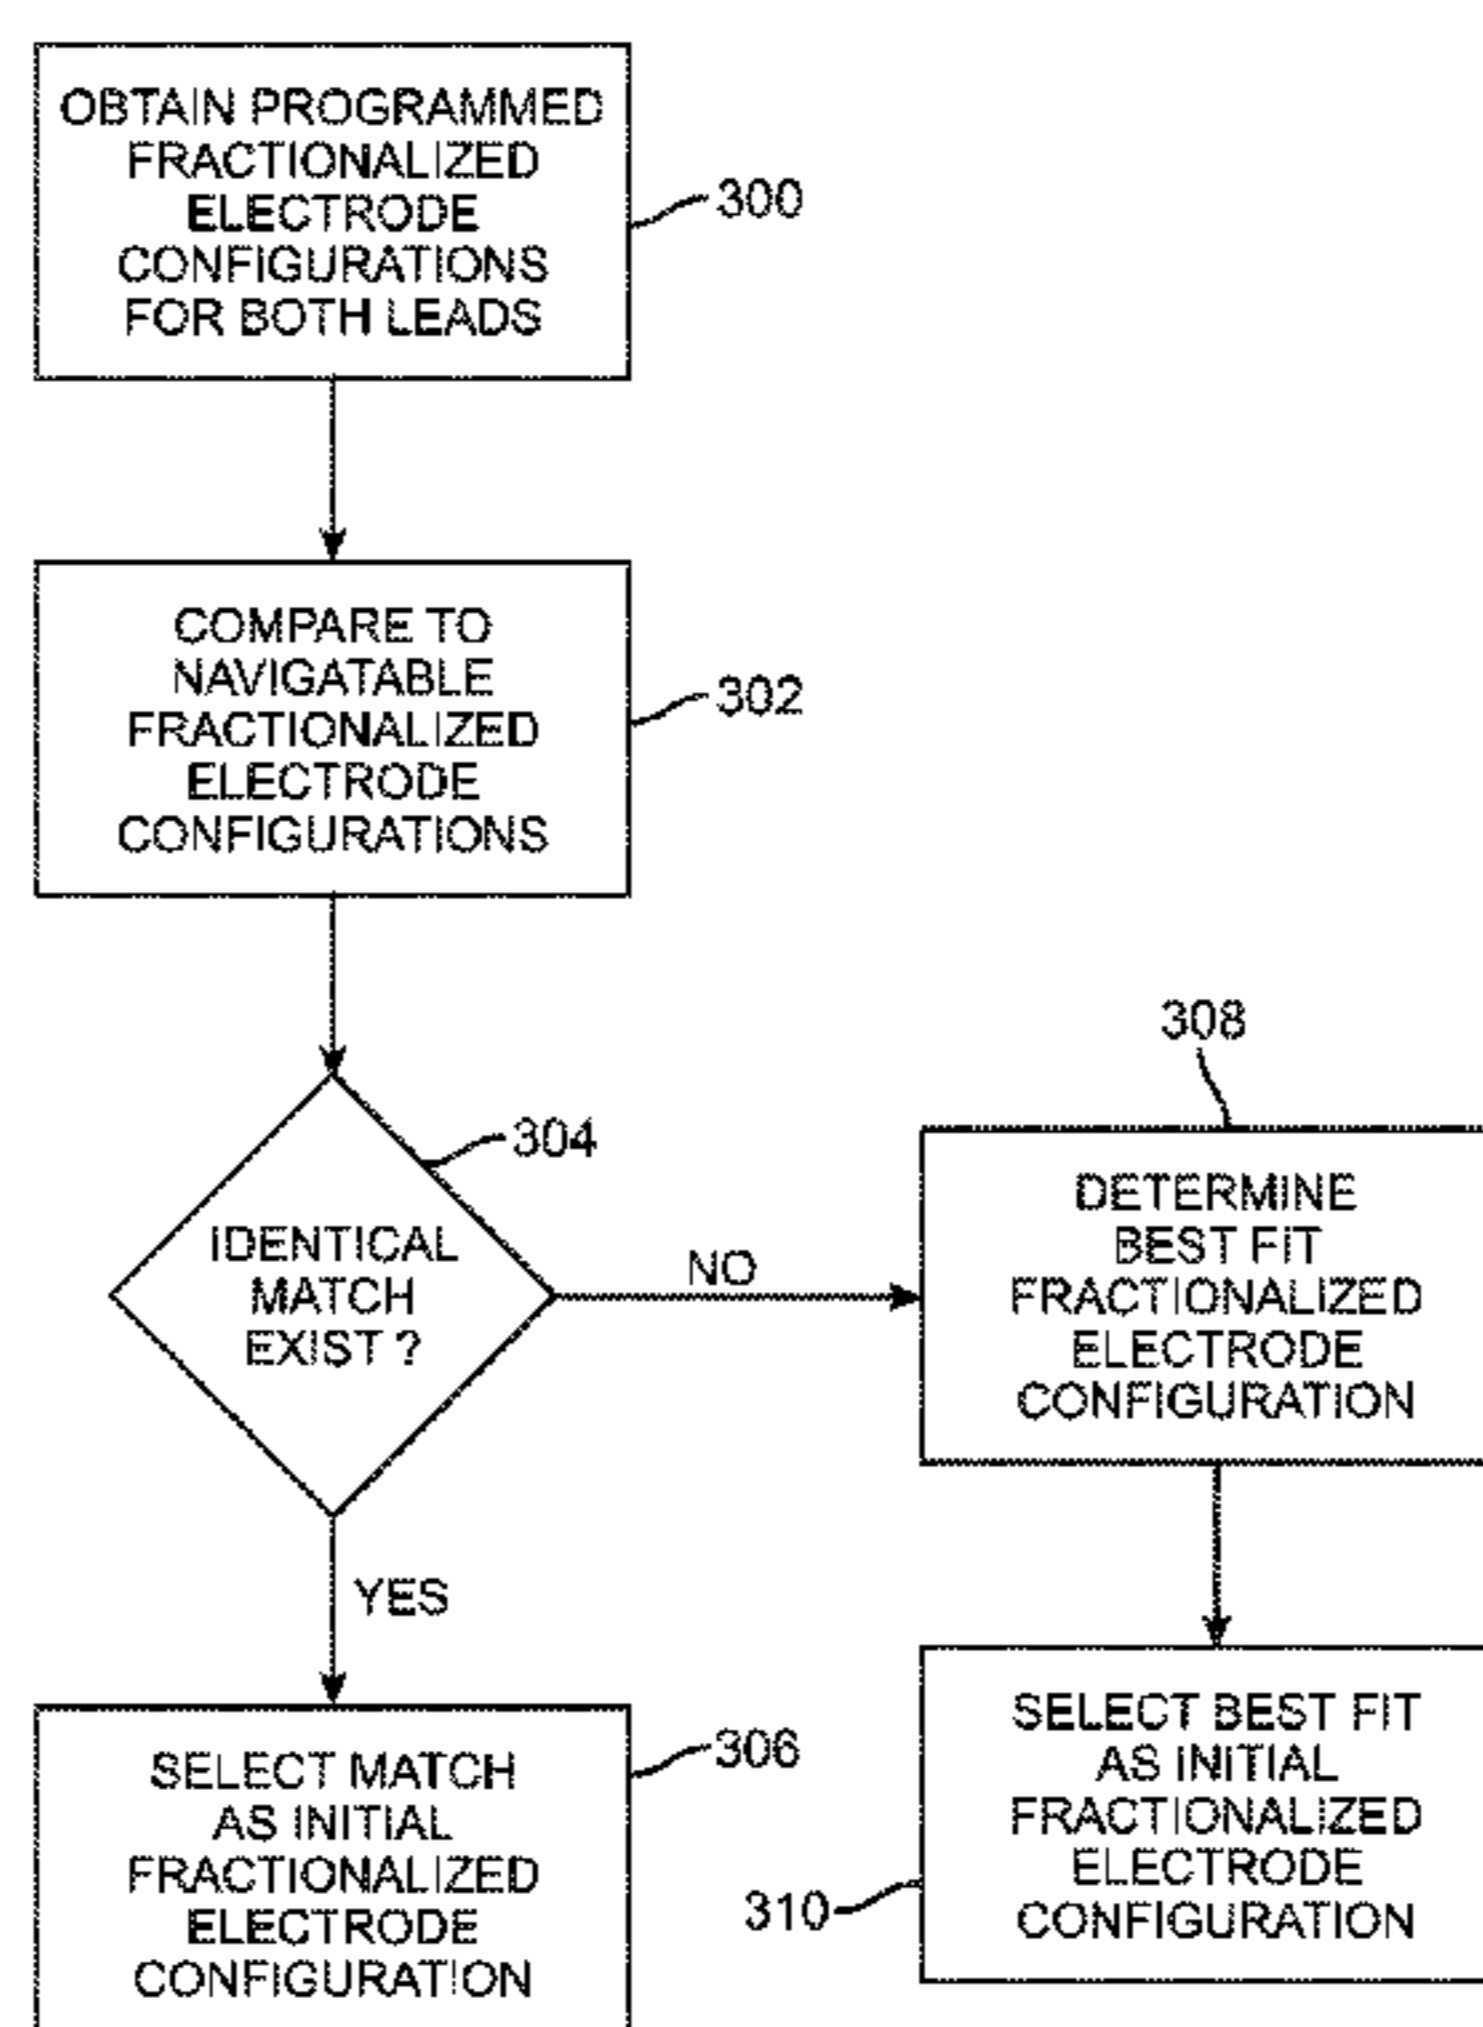 OBTAIN PROGRAMMED
FRACTIONALIZED
ELECTRODE
CONFIGURATIONS
FOR BOTH LEADS
300
COMPARE TO
NAVIGATABLE
FRACTIONALIZED
ELECTRODE
CONFIGURATIONS
302
304
IDENTICAL
MATCH
EXIST ?
NO
YES
308
DETERMINE
BEST FIT
FRACTIONALIZED
ELECTRODE
CONFIGURATION
306
SELECT MATCH
AS INITIAL
FRACTIONALIZED
ELECTRODE
CONFIGURATION
SELECT BEST FIT
AS INITIAL
FRACTIONALIZED
ELECTRODE
CONFIGURATION
310